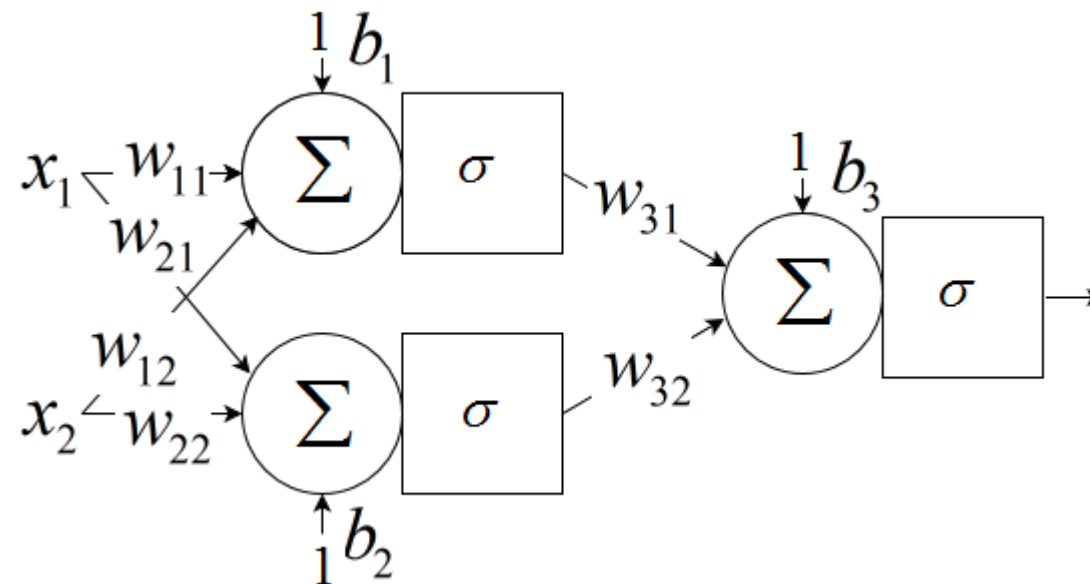 1 b₁
x₁ w₁₁ Σ σ
w₂₁ w₃₁ 1 b₃
Σ σ
w₁₂ w₃₂
x₂ w₂₂ Σ σ
1 b₂